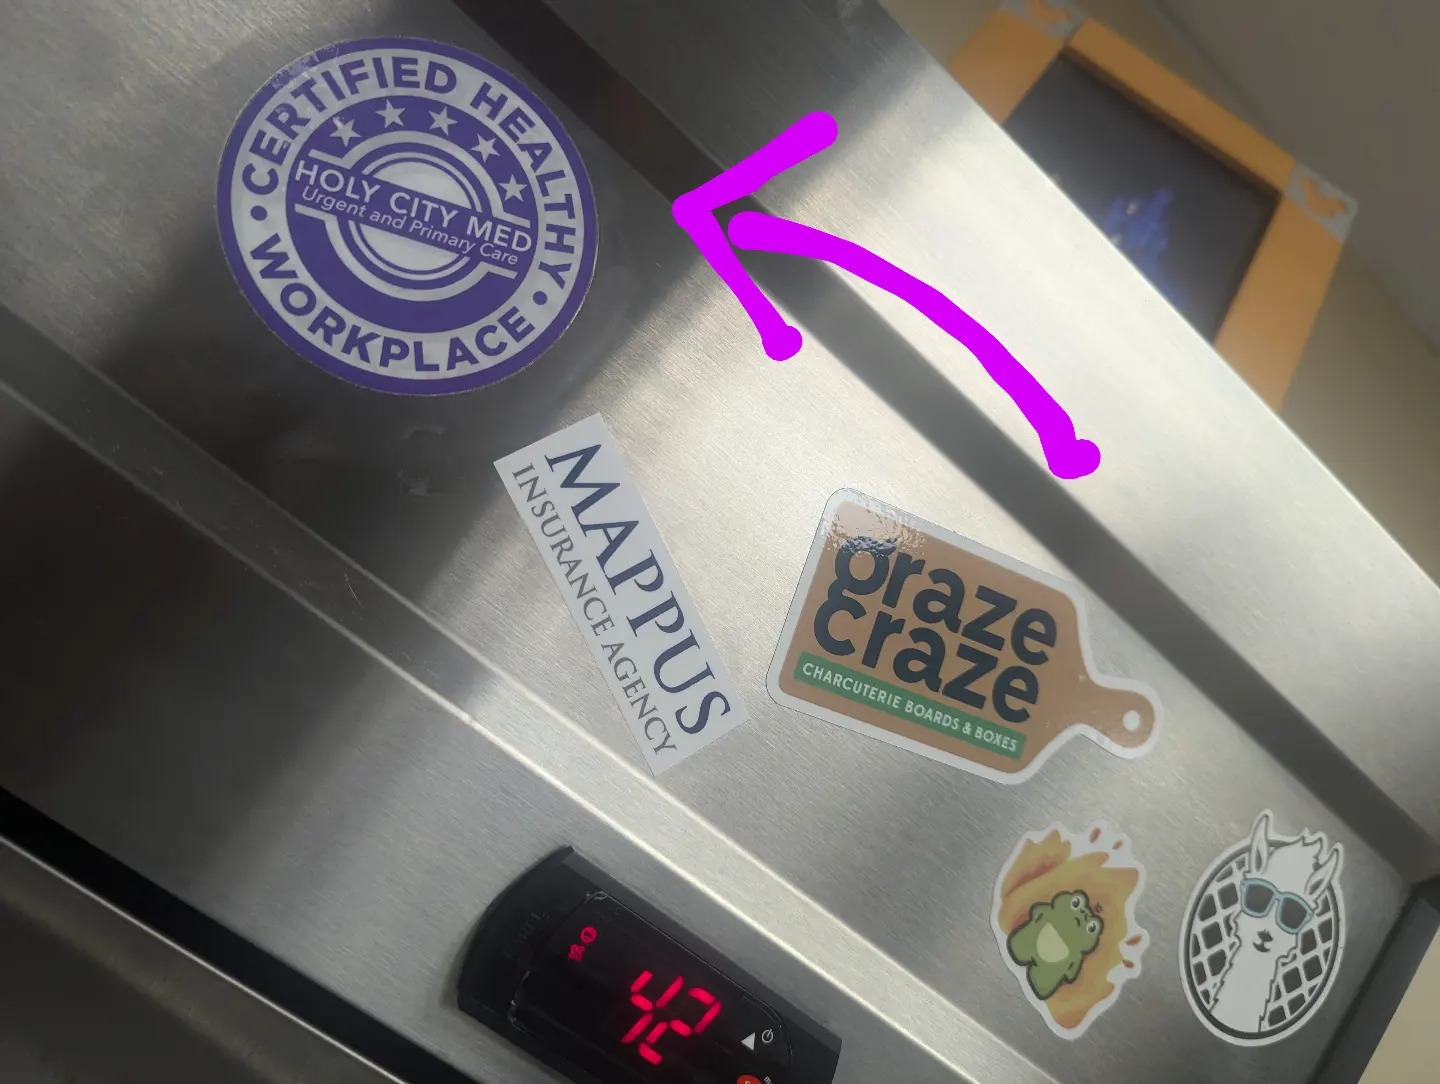 CERTIFIED HEALTHY
HOLY CITY MED
Urgent and Primary Care
• WORKPLACE •
MAPPUS
INSURANCE AGENCY
graze
craze
CHARCUTERIE BOARDS & BOXES
42